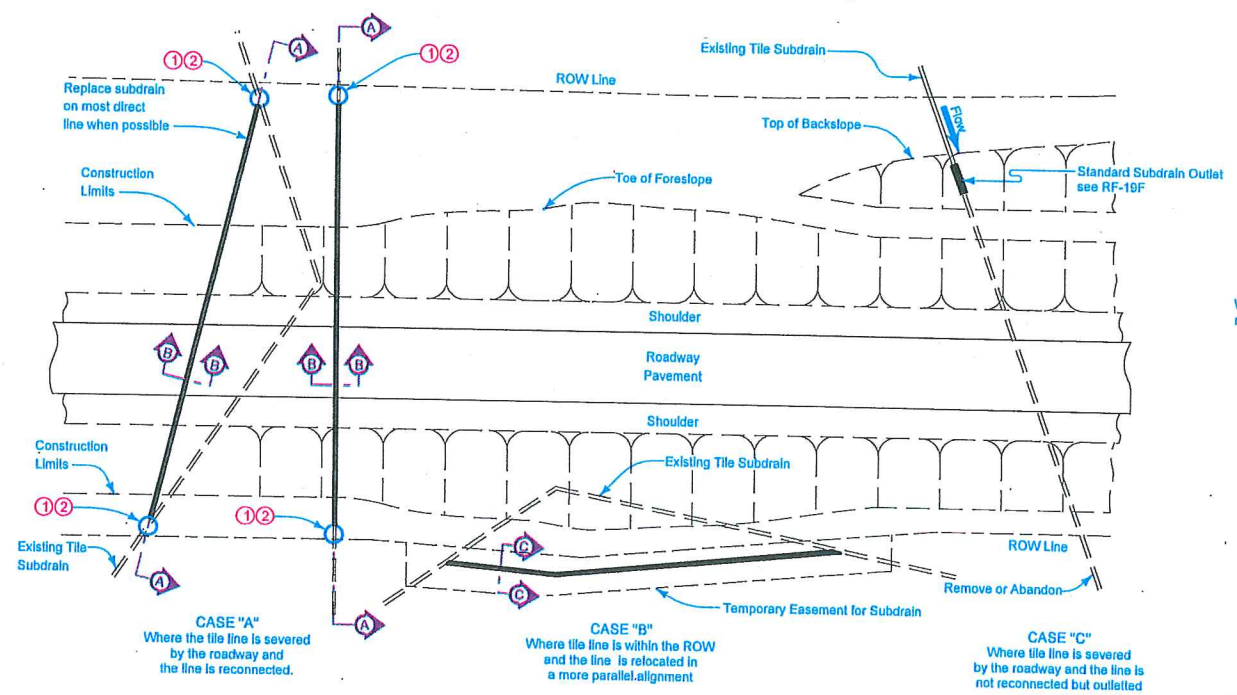 A
A
①②
①②
Existing Tile Subdrain
ROW Line
Replace subdrain
on most direct
line when possible
Top of Backslope
Flow
Construction
Limits
Toe of Foreslope
Standard Subdrain Outlet
see RF-19F
Shoulder
B
B
B
B
Roadway
Pavement
Shoulder
Construction
Limits
Existing Tile Subdrain
①②
①②
Existing Tile
Subdrain
C
ROW Line
A
C
Remove or Abandon
Temporary Easement for Subdrain
A
CASE "A"
Where the tile line is severed
by the roadway and
the line is reconnected.
CASE "B"
Where tile line is within the ROW
and the line is relocated in
a more parallel alignment
CASE "C"
Where tile line is severed
by the roadway and the line is
not reconnected but outletted